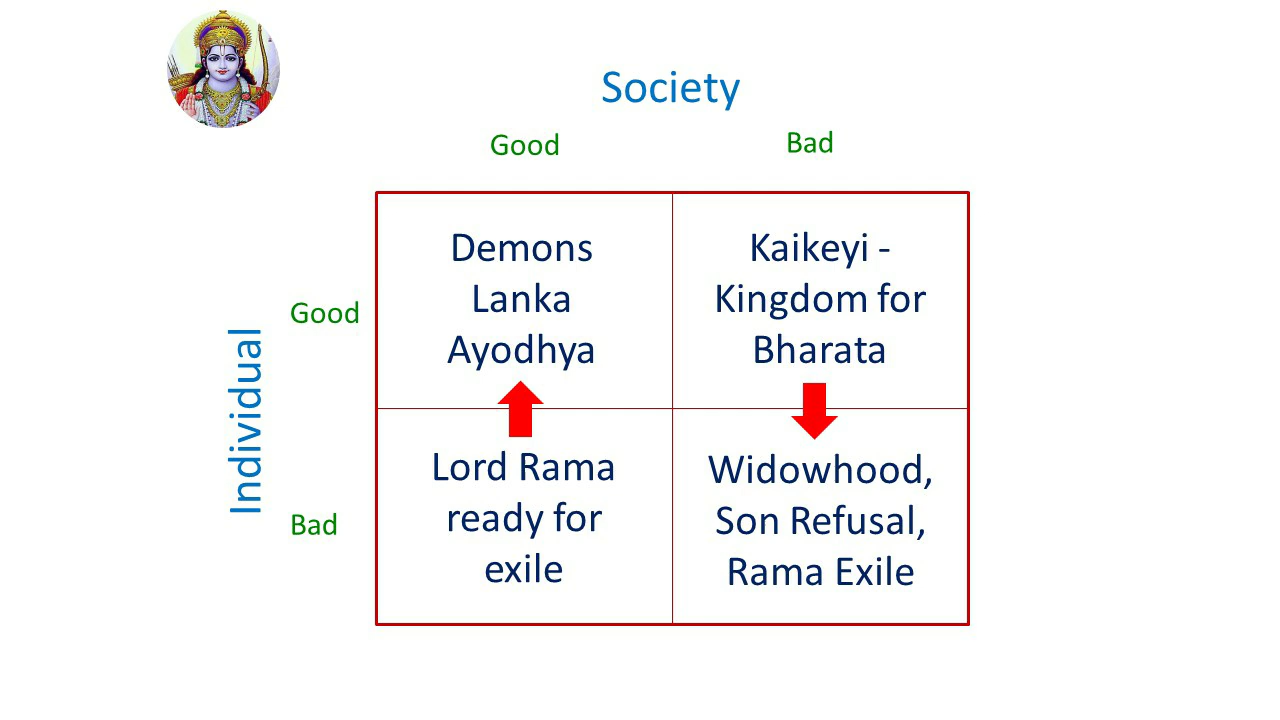 Society
Good
Bad
Individual
Good
Demons
Lanka
Ayodhya
Kaikeyi -
Kingdom for
Bharata
Bad
Lord Rama
ready for
exile
Widowhood,
Son Refusal,
Rama Exile